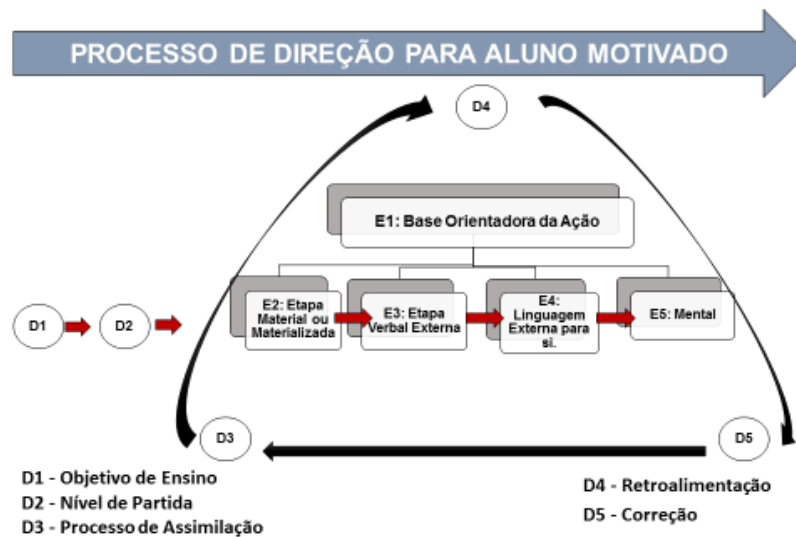 PROCESSO DE DIREÇÃO PARA ALUNO MOTIVADO
D4
E1: Base Orientadora da Ação
E2: Etapa
Material ou
Materializada
E3: Etapa
Verbal Externa
E4:
Linguagem
Externa para
si.
E5: Mental
D1
D2
D3
D5
D1 - Objetivo de Ensino
D2 - Nível de Partida
D3 - Processo de Assimilação
D4 - Retroalimentação
D5 - Correção